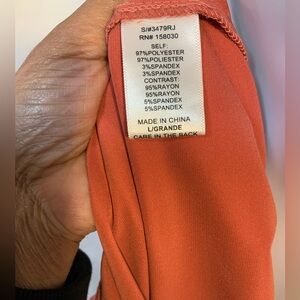 S/#3479RJ
RN# 158030
SELF:
97%POLYESTER
97%POLIESTER
3%SPANDEX
3%SPANDEX
CONTRAST:
95%RAYON
95%RAYON
5%SPANDEX
5%SPANDEX
MADE IN CHINA
L/GRANDE
CARE IN THE BACK